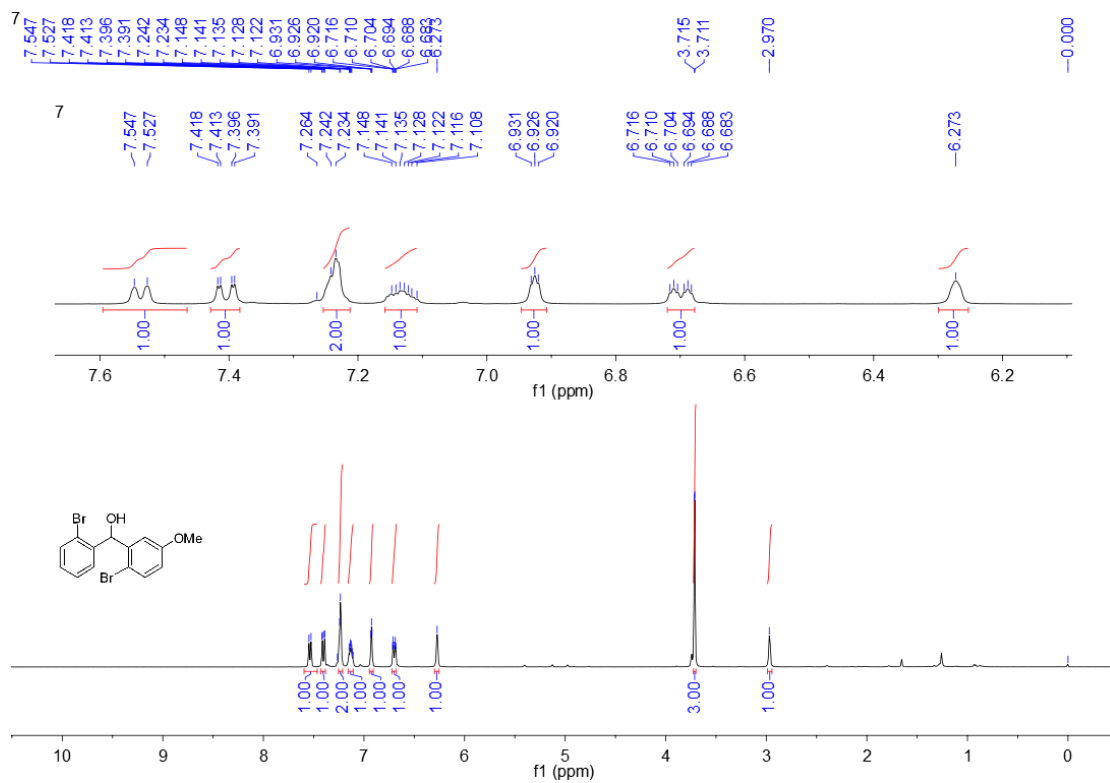 7
7.547 7.527 7.418 7.413 7.396 7.391 7.242 7.234 7.148 7.141 7.135 7.128 7.122 6.931 6.926 6.920 6.716 6.710 6.704 6.694 6.688 6.683 6.273 3.715 3.711 2.970 0.000
7
7.547 7.527 7.418 7.413 7.396 7.391 7.264 7.242 7.234 7.148 7.141 7.135 7.128 7.122 7.116 7.108 6.931 6.926 6.920 6.716 6.710 6.704 6.694 6.688 6.683 6.273
1.00 1.00 2.00 1.00 1.00 1.00 1.00
7.6 7.4 7.2 7.0 6.8 6.6 6.4 6.2
f1 (ppm)
Br OH
OMe
Br
1.00 1.00 2.00 1.00 1.00 1.00 1.00 3.00 1.00
10 9 8 7 6 5 4 3 2 1 0
f1 (ppm)